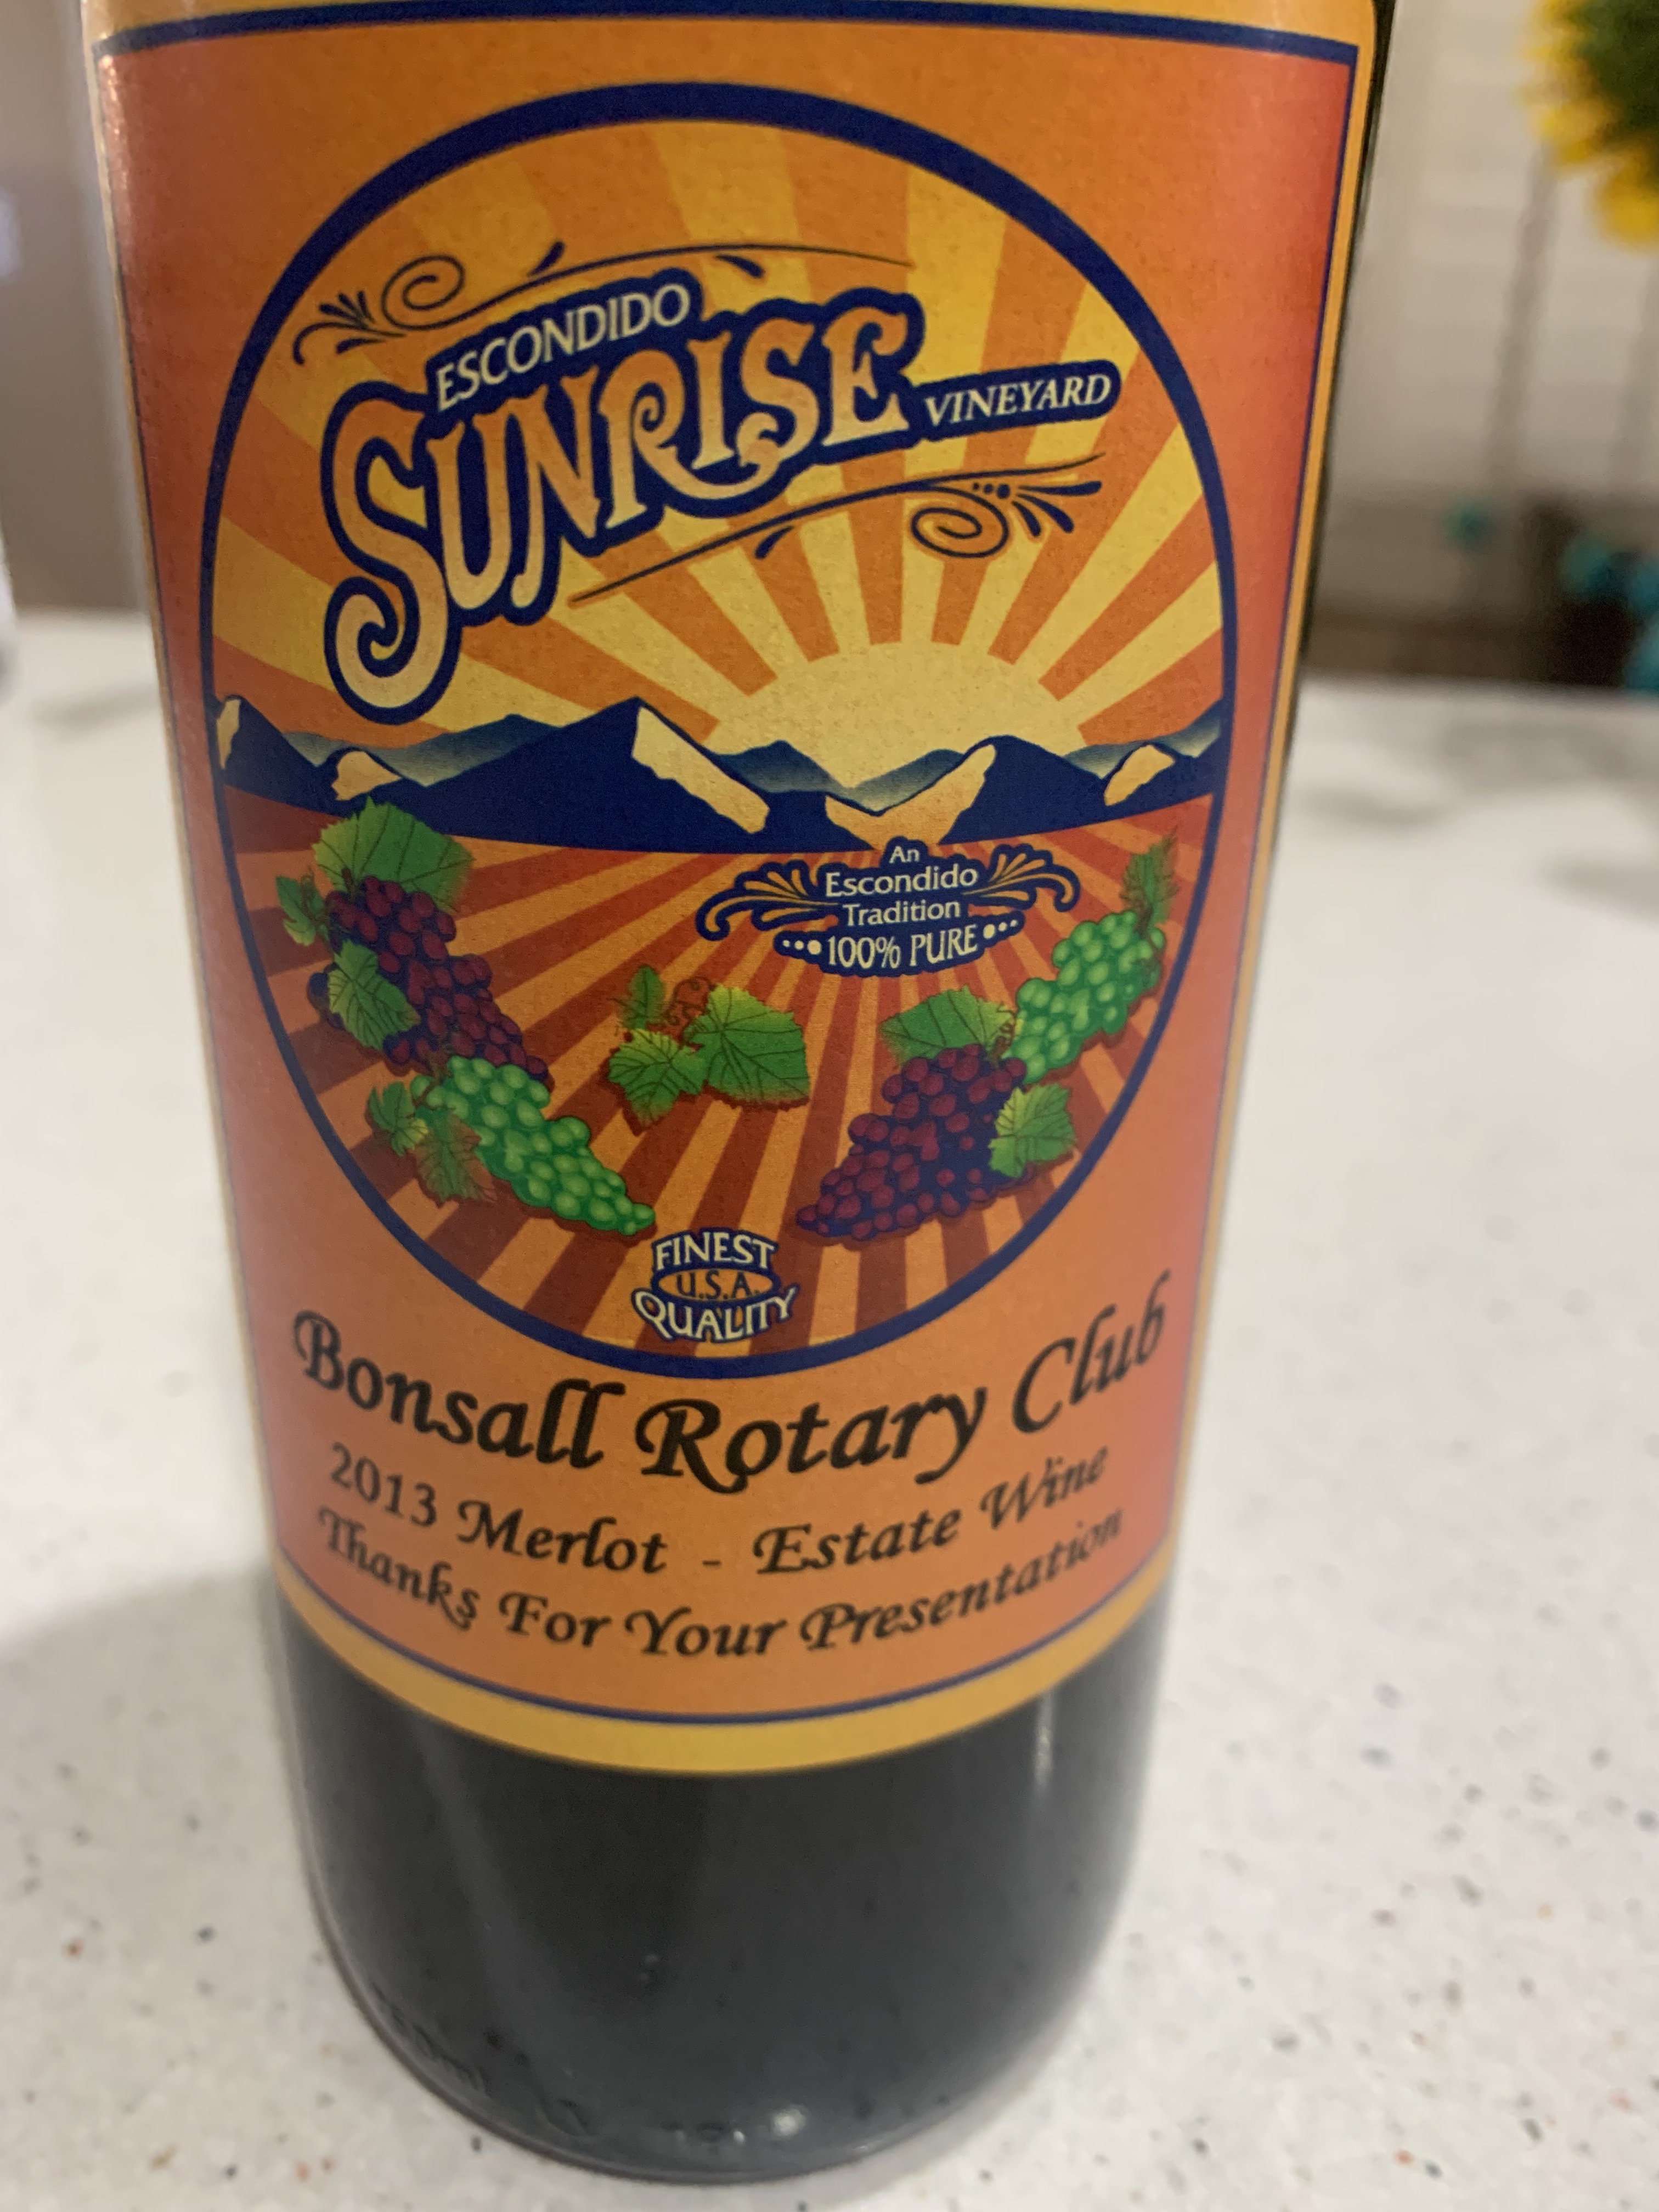 ESCONDIDO
SUNRISE VINEYARD
An
Escondido
Tradition
100% PURE
FINEST
U.S.A.
QUALITY
Bonsall Rotary Club
2013 Merlot - Estate Wine
Thanks For Your Presentation